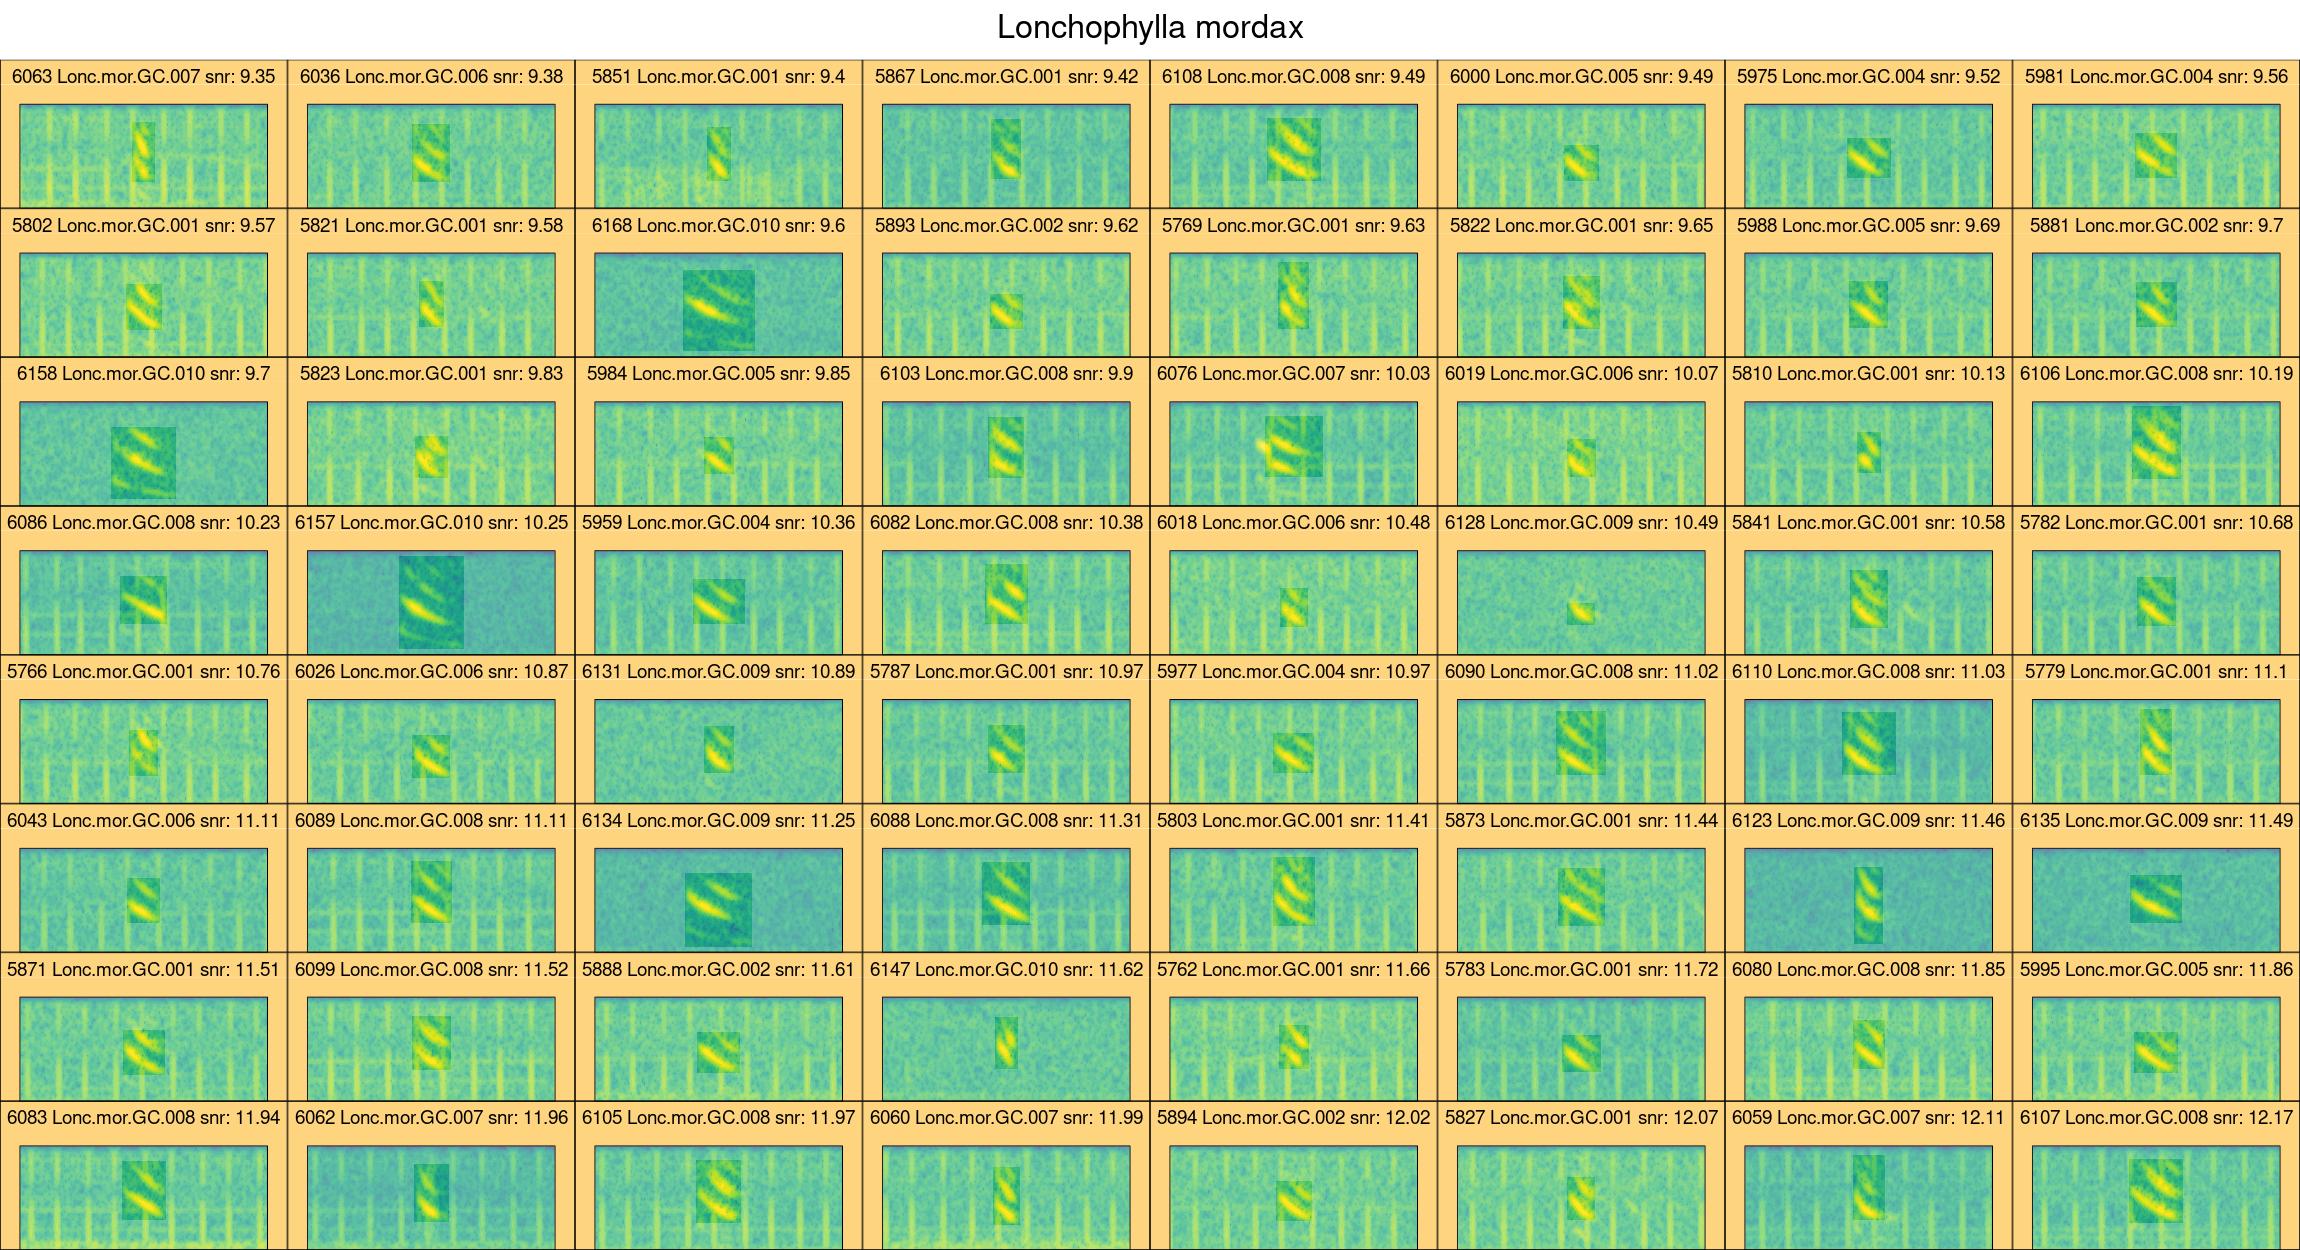 Lonchophylla mordax
6063 Lonc.mor.GC.007 snr: 9.35
6036 Lonc.mor.GC.006 snr: 9.38
5851 Lonc.mor.GC.001 snr: 9.4
5867 Lonc.mor.GC.001 snr: 9.42
6108 Lonc.mor.GC.008 snr: 9.49
6000 Lonc.mor.GC.005 snr: 9.49
5975 Lonc.mor.GC.004 snr: 9.52
5981 Lonc.mor.GC.004 snr: 9.56
5802 Lonc.mor.GC.001 snr: 9.57
5821 Lonc.mor.GC.001 snr: 9.58
6168 Lonc.mor.GC.010 snr: 9.6
5893 Lonc.mor.GC.002 snr: 9.62
5769 Lonc.mor.GC.001 snr: 9.63
5822 Lonc.mor.GC.001 snr: 9.65
5988 Lonc.mor.GC.005 snr: 9.69
5881 Lonc.mor.GC.002 snr: 9.7
6158 Lonc.mor.GC.010 snr: 9.7
5823 Lonc.mor.GC.001 snr: 9.83
5984 Lonc.mor.GC.005 snr: 9.85
6103 Lonc.mor.GC.008 snr: 9.9
6076 Lonc.mor.GC.007 snr: 10.03
6019 Lonc.mor.GC.006 snr: 10.07
5810 Lonc.mor.GC.001 snr: 10.13
6106 Lonc.mor.GC.008 snr: 10.19
6086 Lonc.mor.GC.008 snr: 10.23
6157 Lonc.mor.GC.010 snr: 10.25
5959 Lonc.mor.GC.004 snr: 10.36
6082 Lonc.mor.GC.008 snr: 10.38
6018 Lonc.mor.GC.006 snr: 10.48
6128 Lonc.mor.GC.009 snr: 10.49
5841 Lonc.mor.GC.001 snr: 10.58
5782 Lonc.mor.GC.001 snr: 10.68
5766 Lonc.mor.GC.001 snr: 10.76
6026 Lonc.mor.GC.006 snr: 10.87
6131 Lonc.mor.GC.009 snr: 10.89
5787 Lonc.mor.GC.001 snr: 10.97
5977 Lonc.mor.GC.004 snr: 10.97
6090 Lonc.mor.GC.008 snr: 11.02
6110 Lonc.mor.GC.008 snr: 11.03
5779 Lonc.mor.GC.001 snr: 11.1
6043 Lonc.mor.GC.006 snr: 11.11
6089 Lonc.mor.GC.008 snr: 11.11
6134 Lonc.mor.GC.009 snr: 11.25
6088 Lonc.mor.GC.008 snr: 11.31
5803 Lonc.mor.GC.001 snr: 11.41
5873 Lonc.mor.GC.001 snr: 11.44
6123 Lonc.mor.GC.009 snr: 11.46
6135 Lonc.mor.GC.009 snr: 11.49
5871 Lonc.mor.GC.001 snr: 11.51
6099 Lonc.mor.GC.008 snr: 11.52
5888 Lonc.mor.GC.002 snr: 11.61
6147 Lonc.mor.GC.010 snr: 11.62
5762 Lonc.mor.GC.001 snr: 11.66
5783 Lonc.mor.GC.001 snr: 11.72
6080 Lonc.mor.GC.008 snr: 11.85
5995 Lonc.mor.GC.005 snr: 11.86
6083 Lonc.mor.GC.008 snr: 11.94
6062 Lonc.mor.GC.007 snr: 11.96
6105 Lonc.mor.GC.008 snr: 11.97
6060 Lonc.mor.GC.007 snr: 11.99
5894 Lonc.mor.GC.002 snr: 12.02
5827 Lonc.mor.GC.001 snr: 12.07
6059 Lonc.mor.GC.007 snr: 12.11
6107 Lonc.mor.GC.008 snr: 12.17